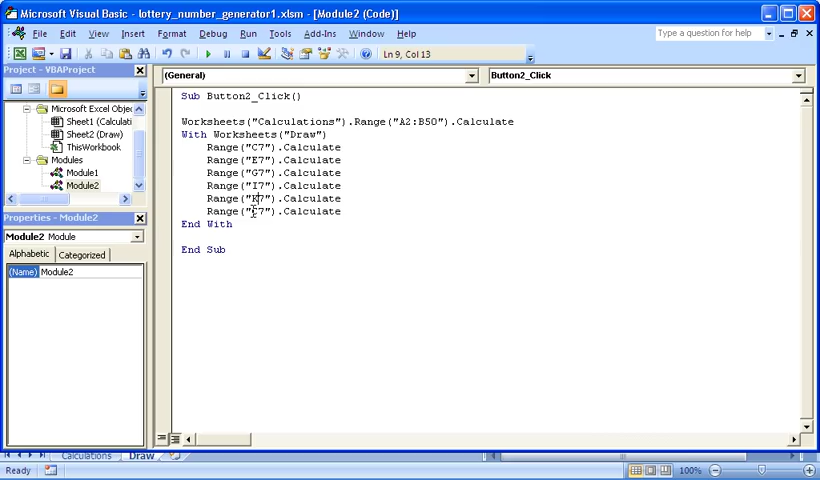 Microsoft Visual Basic - lottery_number_generator1.xlsm - [Module2 (Code)]
File Edit View Insert Format Debug Run Tools Add-Ins Window Help
Type a question for help
Ln 9, Col 13
Project - VBAProject
Microsoft Excel Objec
Sheet1 (Calculati
Sheet2 (Draw)
ThisWorkbook
Modules
Module1
Module2
Properties - Module2
Module2 Module
Alphabetic Categorized
(Name) Module2
(General)
Button2_Click
Sub Button2_Click()
Worksheets("Calculations").Range("A2:B50").Calculate
With Worksheets("Draw")
Range("C7").Calculate
Range("E7").Calculate
Range("G7").Calculate
Range("I7").Calculate
Range("K7").Calculate
7").Calculate
End With
End Sub
Calculations Draw
Ready
100%